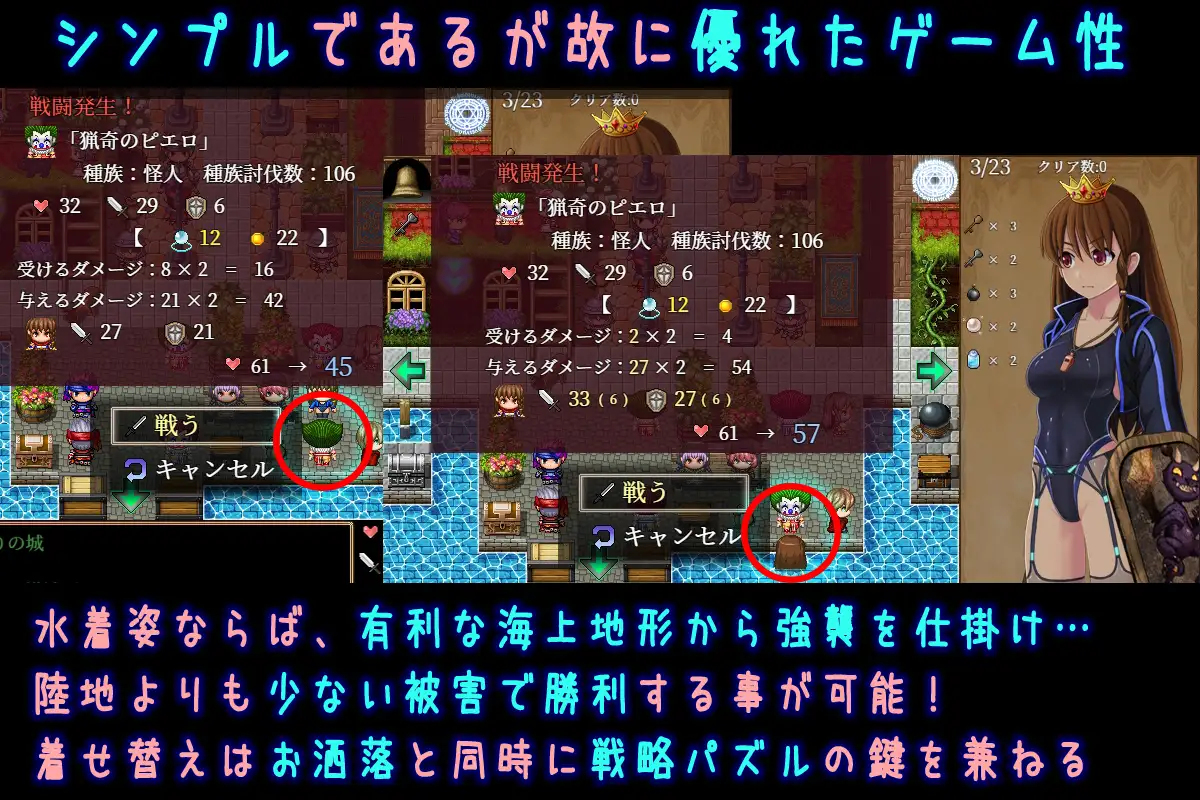 シンプルであるが故に優れたゲーム性
戦闘発生！
「猟奇のピエロ」
種族：怪人　種族討伐数：106
32 29 6
【 12 22 】
受けるダメージ：8 × 2 ＝ 16
与えるダメージ：21 × 2 ＝ 42
27 21
61 → 45
戦う
キャンセル
の城
3/23 クリア数:0
戦闘発生！
「猟奇のピエロ」
種族：怪人　種族討伐数：106
32 29 6
【 12 22 】
受けるダメージ：2 × 2 ＝ 4
与えるダメージ：27 × 2 ＝ 54
33 ( 6 ) 27 ( 6 )
61 → 57
戦う
キャンセル
3/23 クリア数:0
× 3
× 2
× 3
× 2
× 2
水着姿ならば、有利な海上地形から強襲を仕掛け…
陸地よりも少ない被害で勝利する事が可能！
着せ替えはお洒落と同時に戦略パズルの鍵を兼ねる